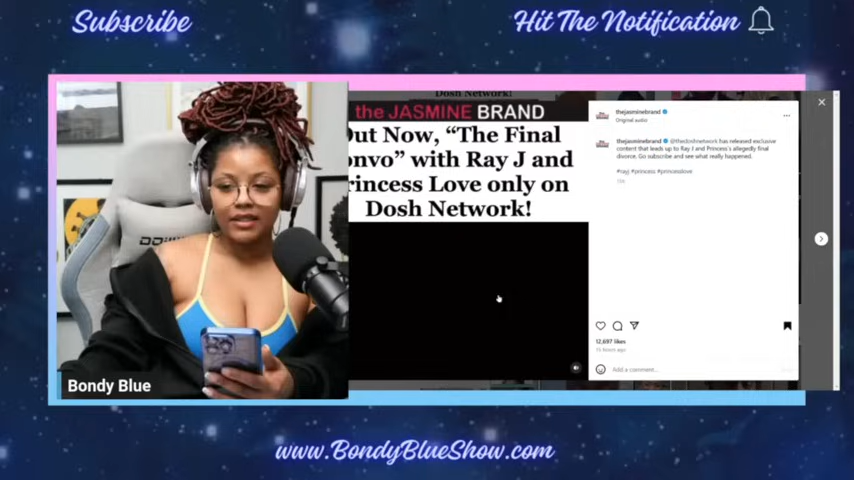 Subscribe
Hit The Notification
Dosh Network!
the JASMINE BRAND
Out Now, “The Final
onvo” with Ray J and
rincess Love only on
Dosh Network!
thejasminebrand
Original audio
thejasminebrand @thedoshnetwork has released exclusive
content that leads up to Ray J and Princess's allegedly final
divorce. Go subscribe and see what really happened.
#rayj #princess #princesslove
12,697 likes
15 hours ago
Add a comment...
Bondy Blue
www.BondyBlueShow.com